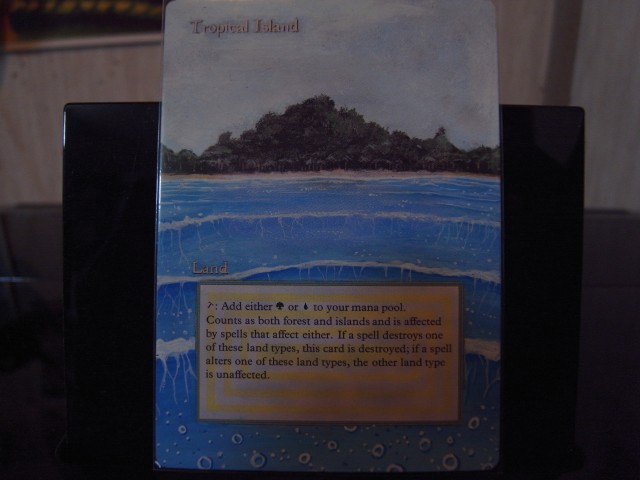 Tropical Island
Land
: Add either or to your mana pool.
Counts as both forest and islands and is affected
by spells that affect either. If a spell destroys one
of these land types, this card is destroyed; if a spell
alters one of these land types, the other land type
is unaffected.